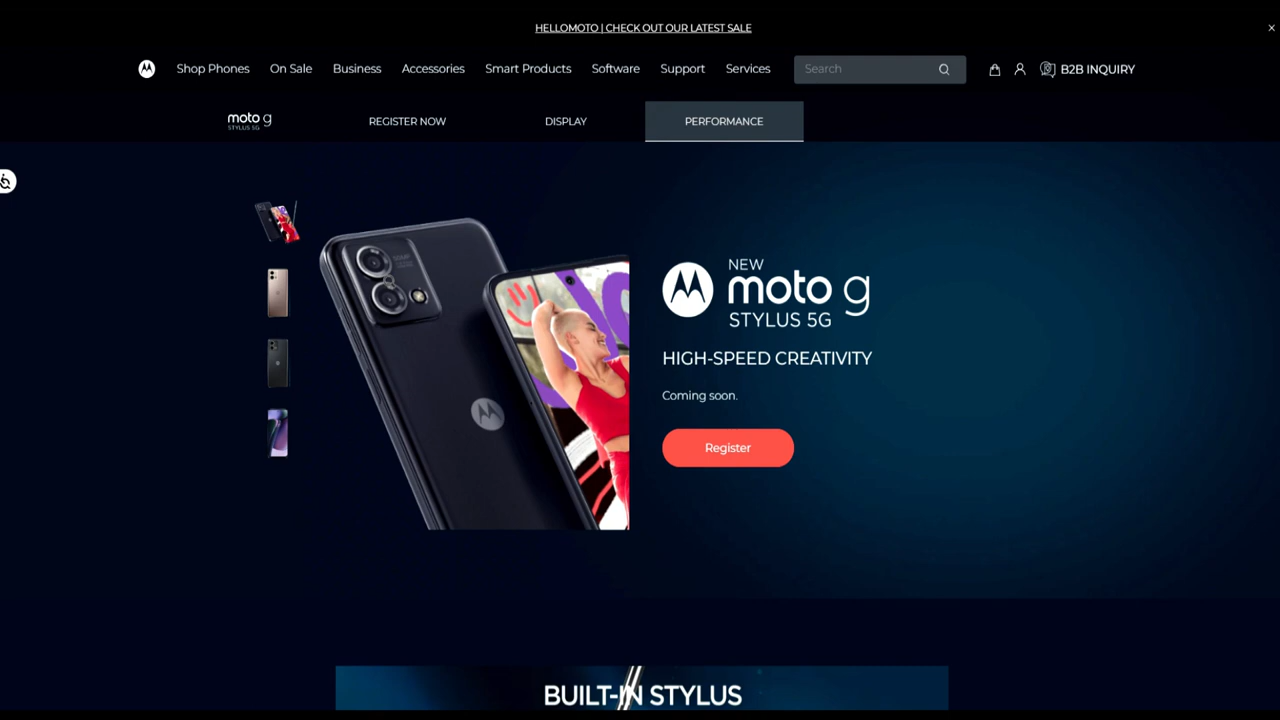 HELLOMOTO | CHECK OUT OUR LATEST SALE
Shop Phones On Sale Business Accessories Smart Products Software Support Services Search B2B INQUIRY
moto g
STYLUS 5G
REGISTER NOW DISPLAY PERFORMANCE
NEW
moto g
STYLUS 5G
HIGH-SPEED CREATIVITY
Coming soon.
Register
BUILT-IN STYLUS